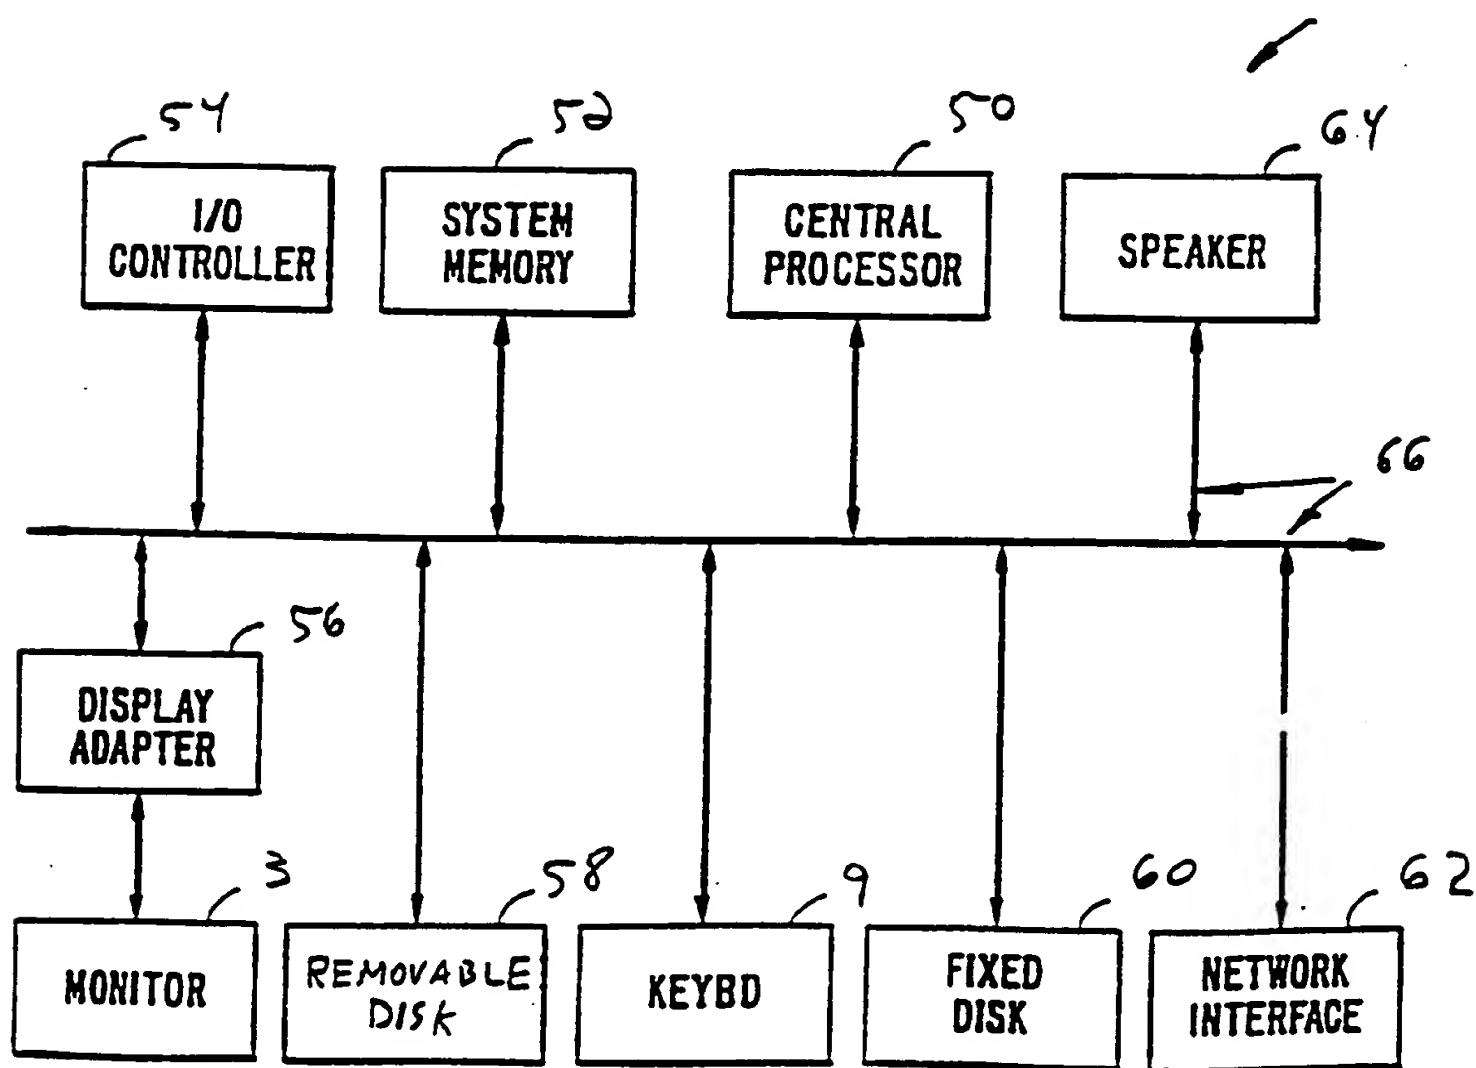 54
52
50
64
I/O
CONTROLLER
SYSTEM
MEMORY
CENTRAL
PROCESSOR
SPEAKER
66
56
DISPLAY
ADAPTER
3
58
9
60
62
MONITOR
REMOVABLE
DISK
KEYBD
FIXED
DISK
NETWORK
INTERFACE